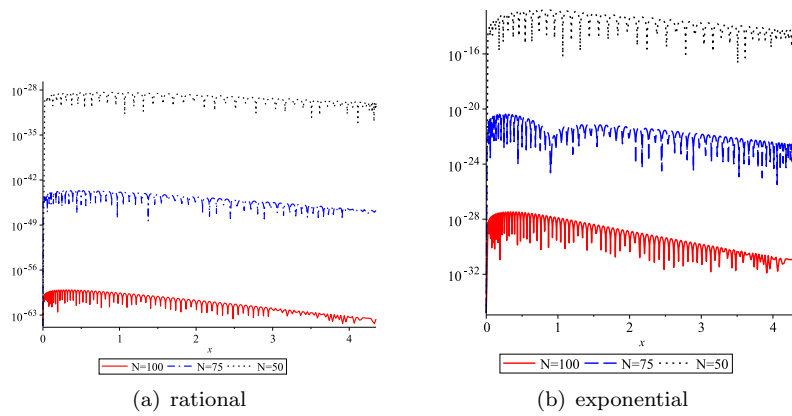 10^-28
10^-35
10^-42
10^-49
10^-56
10^-63
0 1 2 3 4
x
N=100 N=75 N=50
(a) rational
10^-16
10^-20
10^-24
10^-28
10^-32
0 1 2 3 4
x
N=100 N=75 N=50
(b) exponential